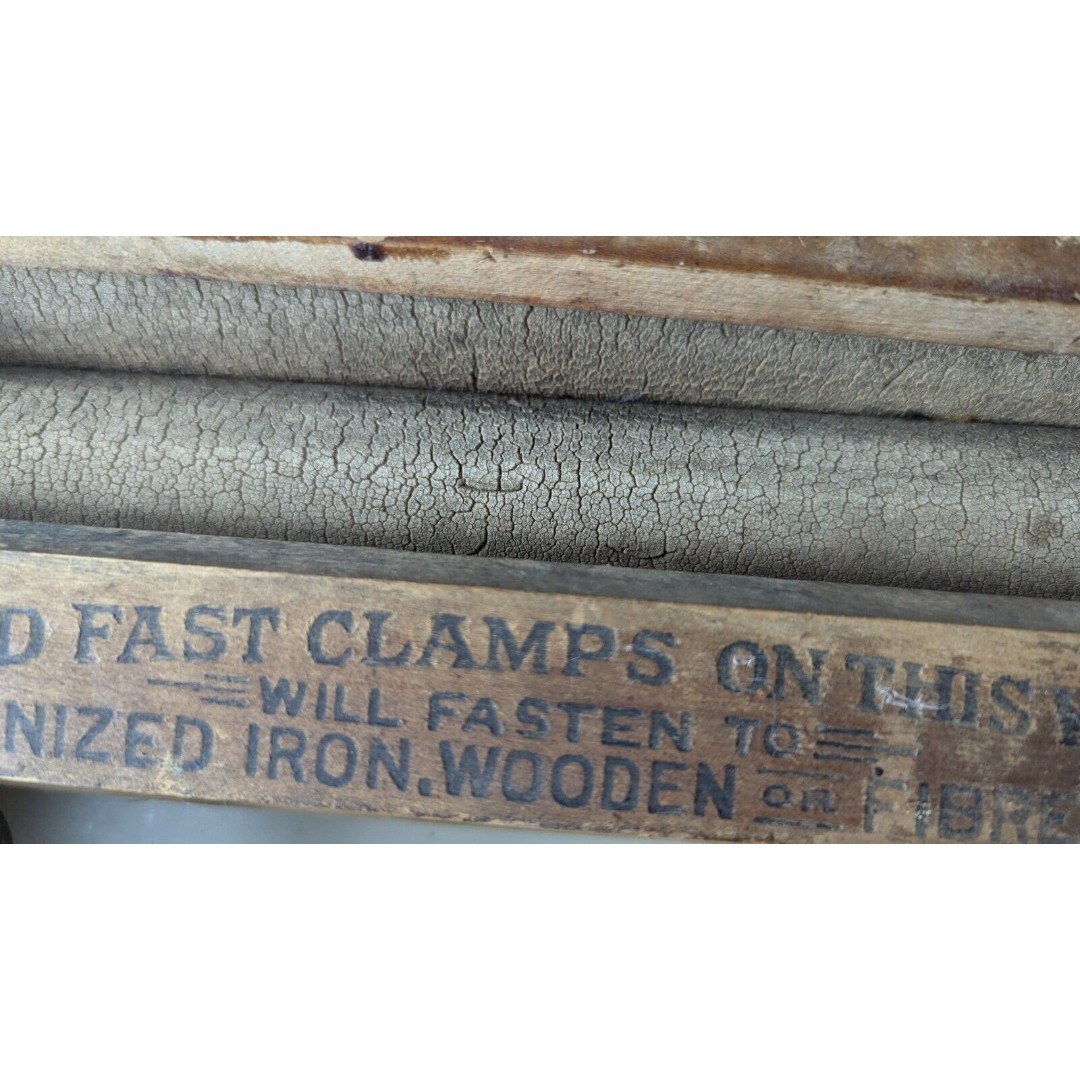 D FAST CLAMPS ON THIS
WILL FASTEN TO
NIZED IRON. WOODEN OR FIBRE